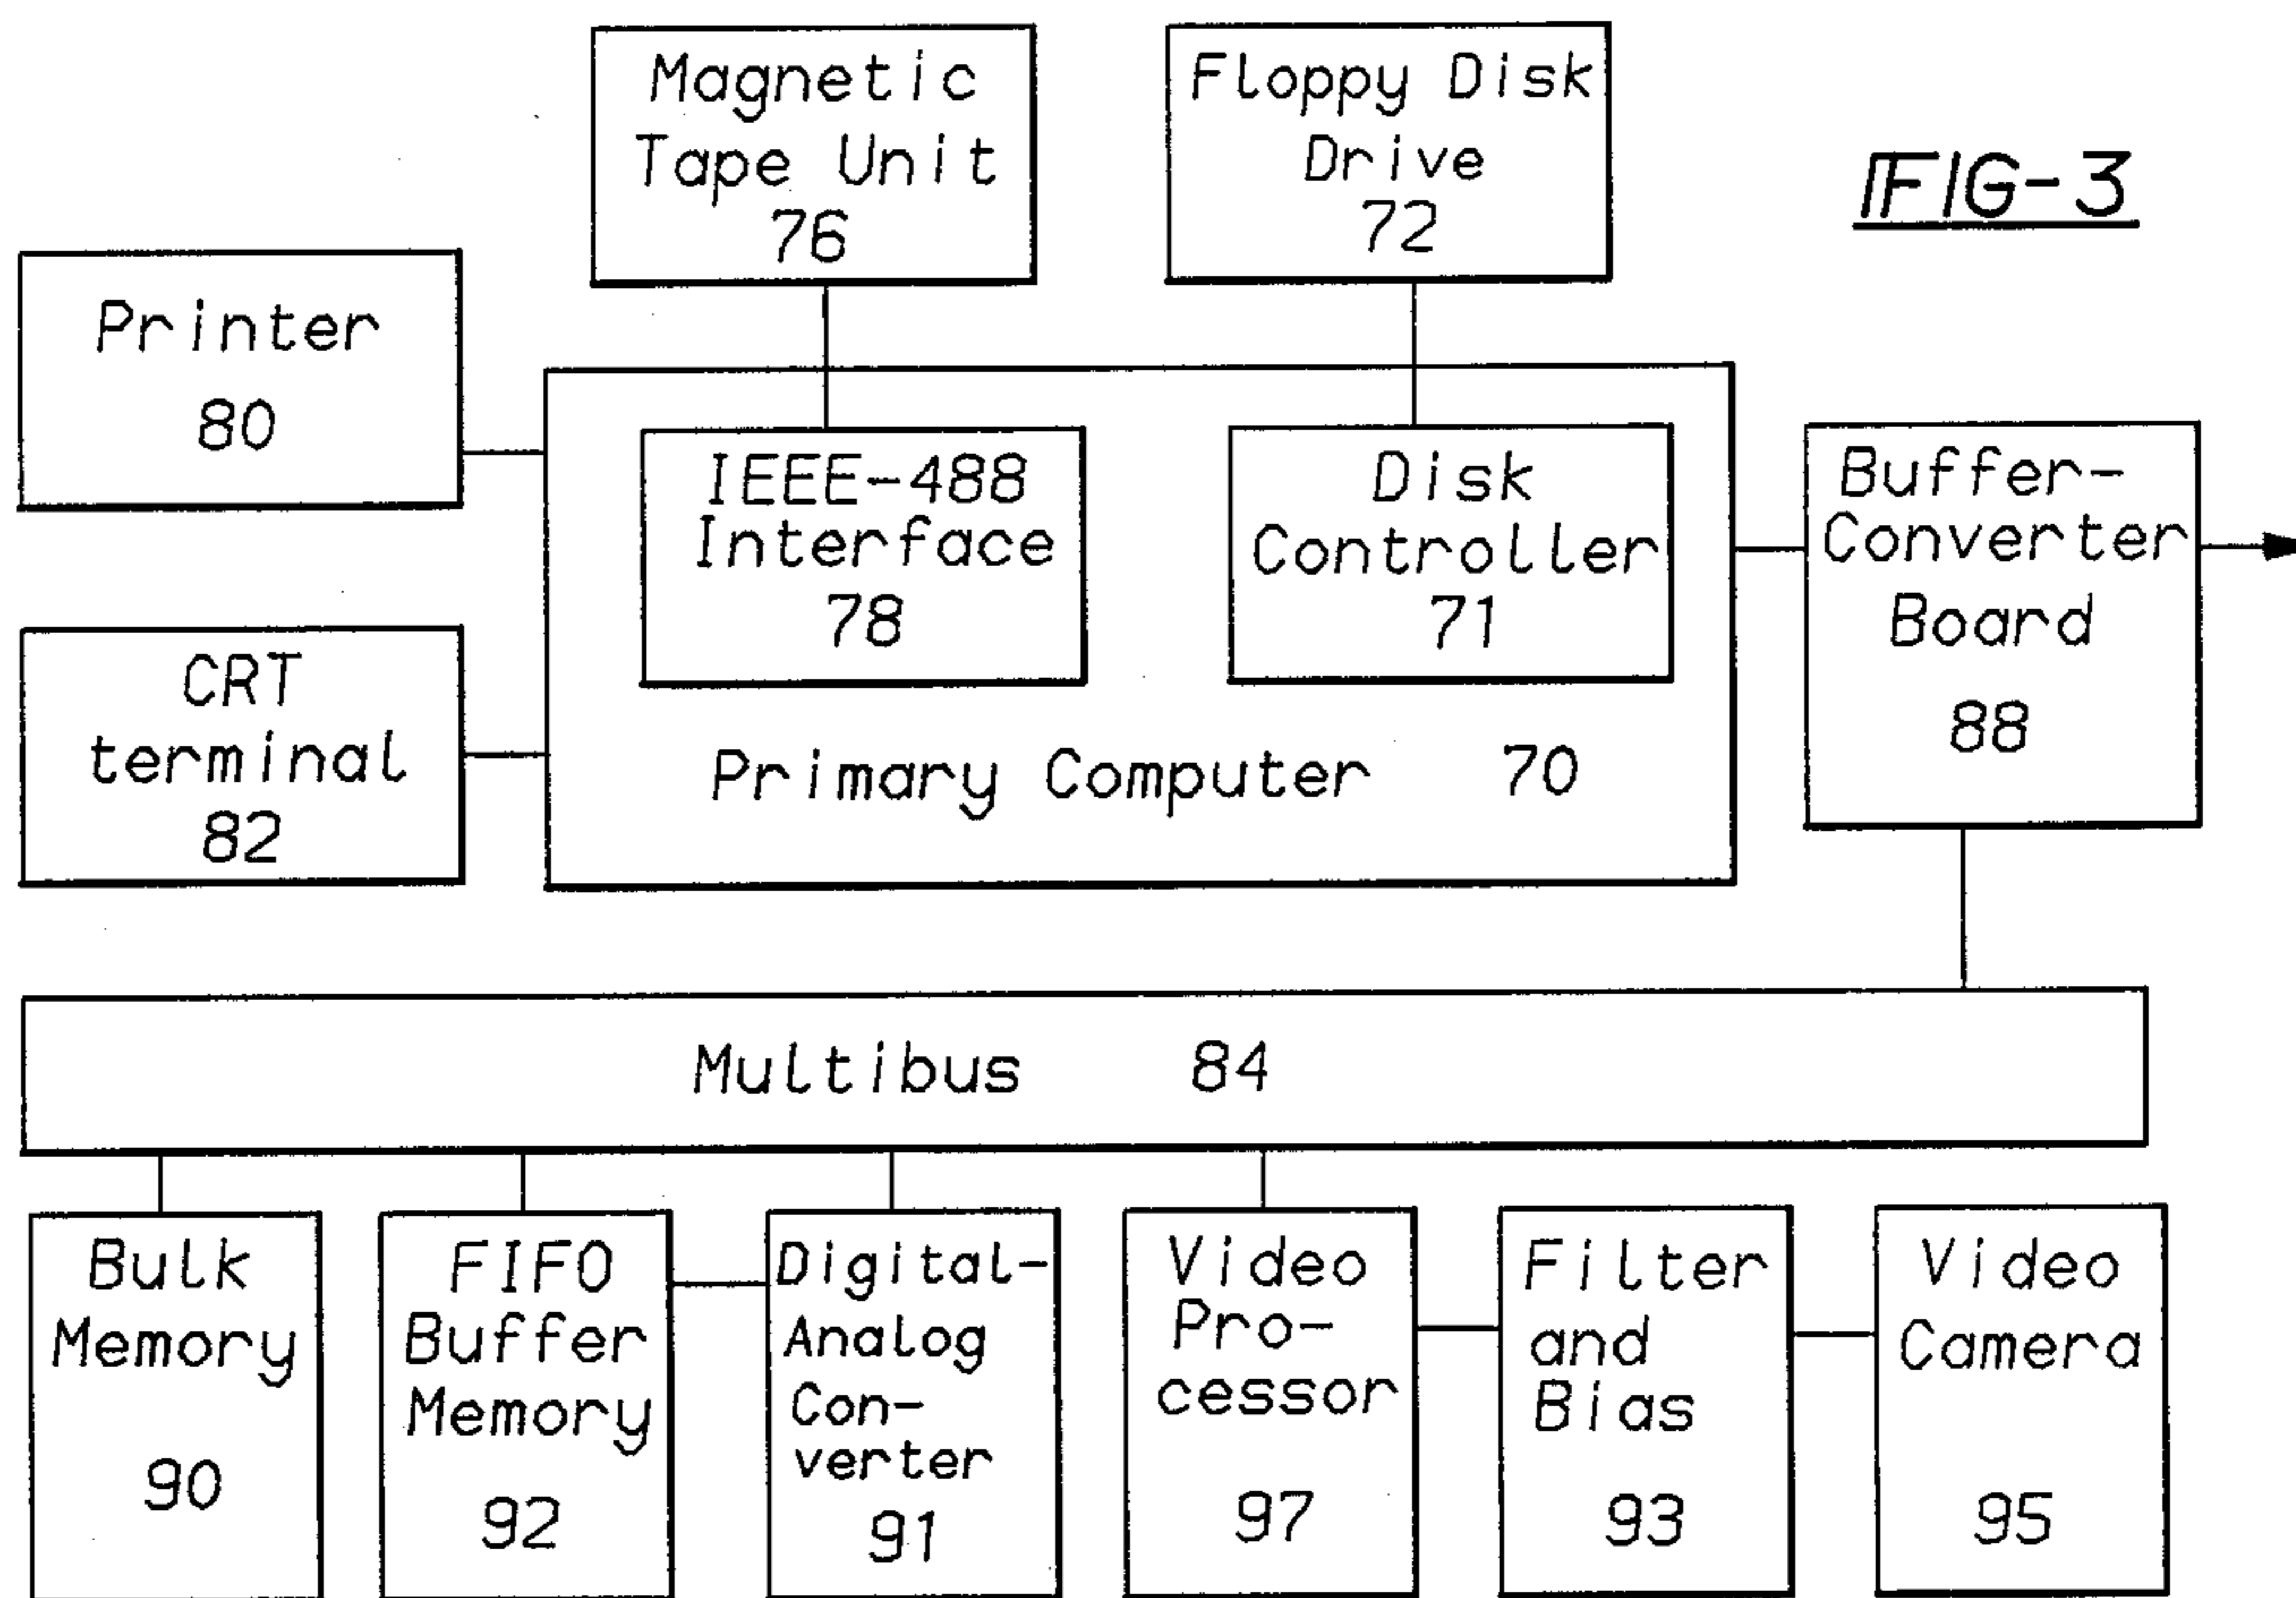 Magnetic
Tape Unit
76
Floppy Disk
Drive
72
FIG-3
Printer
80
IEEE-488
Interface
78
Disk
Controller
71
Buffer-
Converter
Board
88
CRT
terminal
82
Primary Computer 70
Multibus 84
Bulk
Memory
90
FIFO
Buffer
Memory
92
Digital-
Analog
Con-
verter
91
Video
Pro-
cessor
97
Filter
and
Bias
93
Video
Camera
95